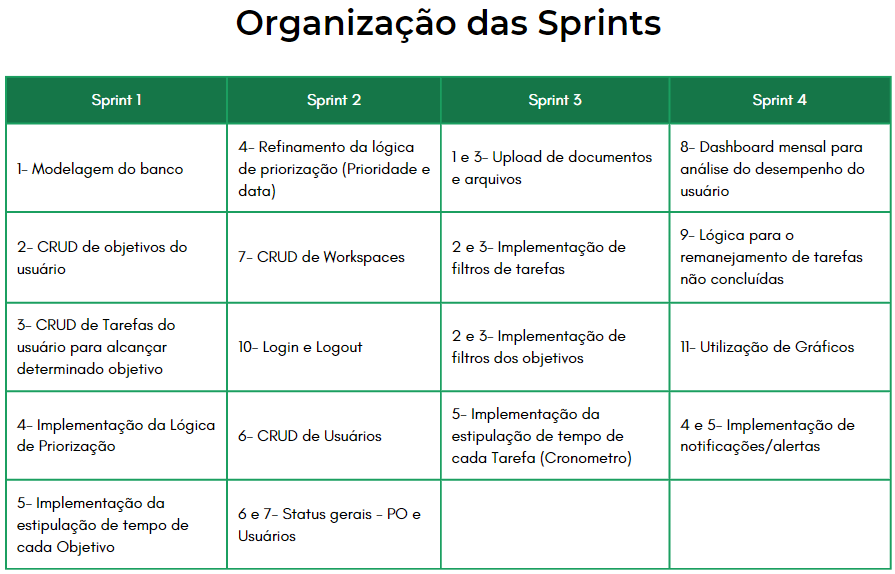 Organização das Sprints
Sprint 1
Sprint 2
Sprint 3
Sprint 4
1- Modelagem do banco
4- Refinamento da lógica
de priorização (Prioridade e
data)
1 e 3- Upload de documentos
e arquivos
8- Dashboard mensal para
análise do desempenho do
usuário
2- CRUD de objetivos do
usuário
7- CRUD de Workspaces
2 e 3- Implementação de
filtros de tarefas
9- Lógica para o
remanejamento de tarefas
não concluídas
3- CRUD de Tarefas do
usuário para alcançar
determinado objetivo
10- Login e Logout
2 e 3- Implementação de
filtros dos objetivos
11- Utilização de Gráficos
4- Implementação da Lógica
de Priorização
6- CRUD de Usuários
5- Implementação da
estipulação de tempo de
cada Tarefa (Cronometro)
4 e 5- Implementação de
notificações/alertas
5- Implementação da
estipulação de tempo de
cada Objetivo
6 e 7- Status gerais - PO e
Usuários